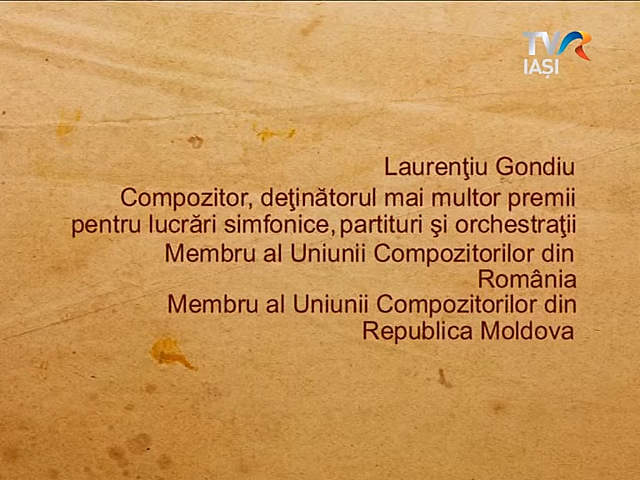 TVR
IAȘI
Laurenţiu Gondiu
Compozitor, deţinătorul mai multor premii
pentru lucrări simfonice, partituri şi orchestraţii
Membru al Uniunii Compozitorilor din
România
Membru al Uniunii Compozitorilor din
Republica Moldova